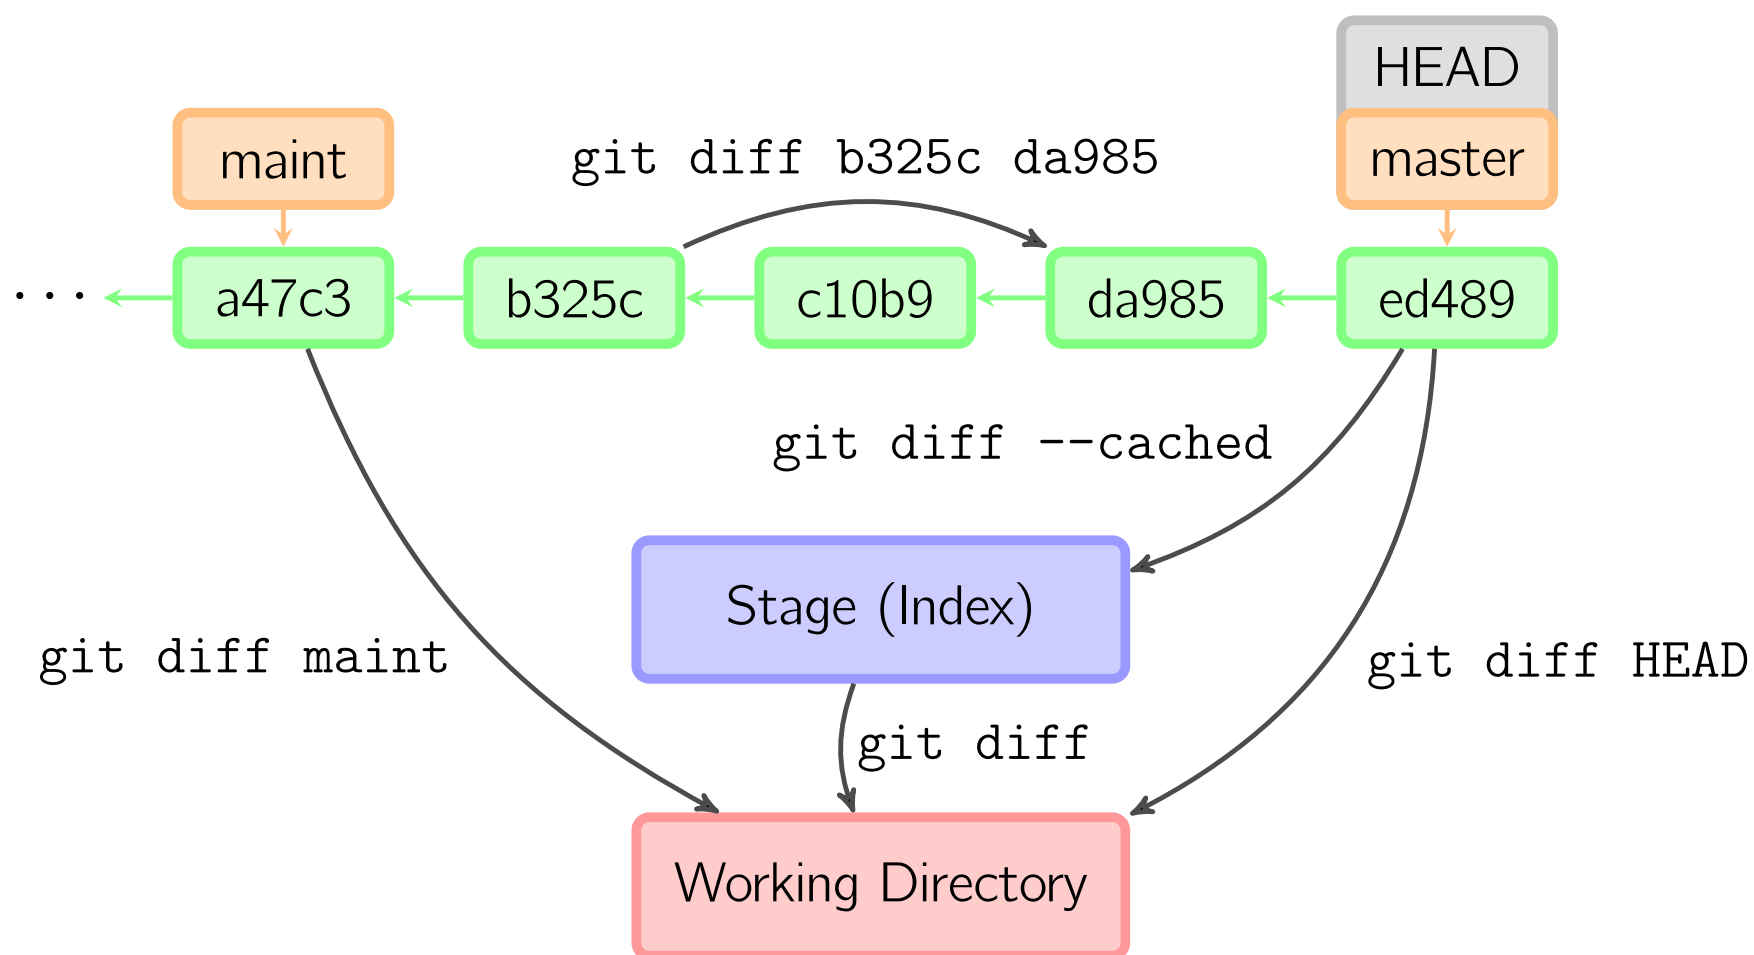 HEAD
maint
git diff b325c da985
master
...
a47c3
b325c
c10b9
da985
ed489
git diff --cached
Stage (Index)
git diff maint
git diff HEAD
git diff
Working Directory